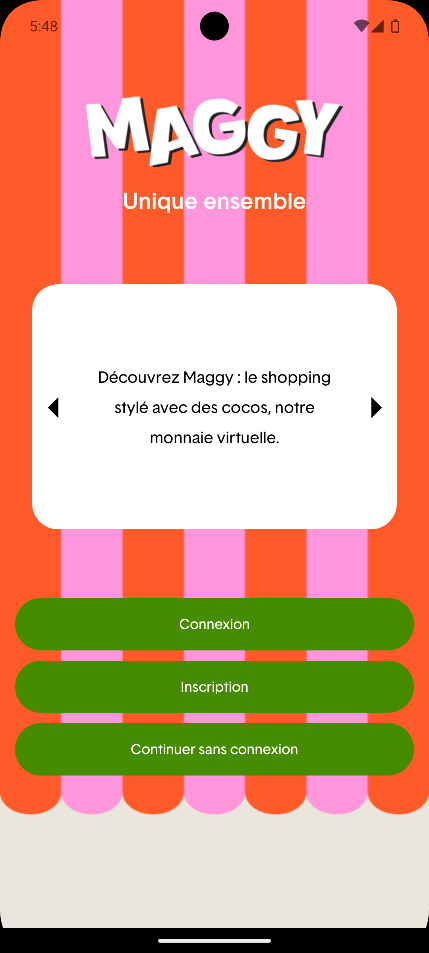 5:48
MAGGY
Unique ensemble
Découvrez Maggy : le shopping
stylé avec des cocos, notre
monnaie virtuelle.
Connexion
Inscription
Continuer sans connexion